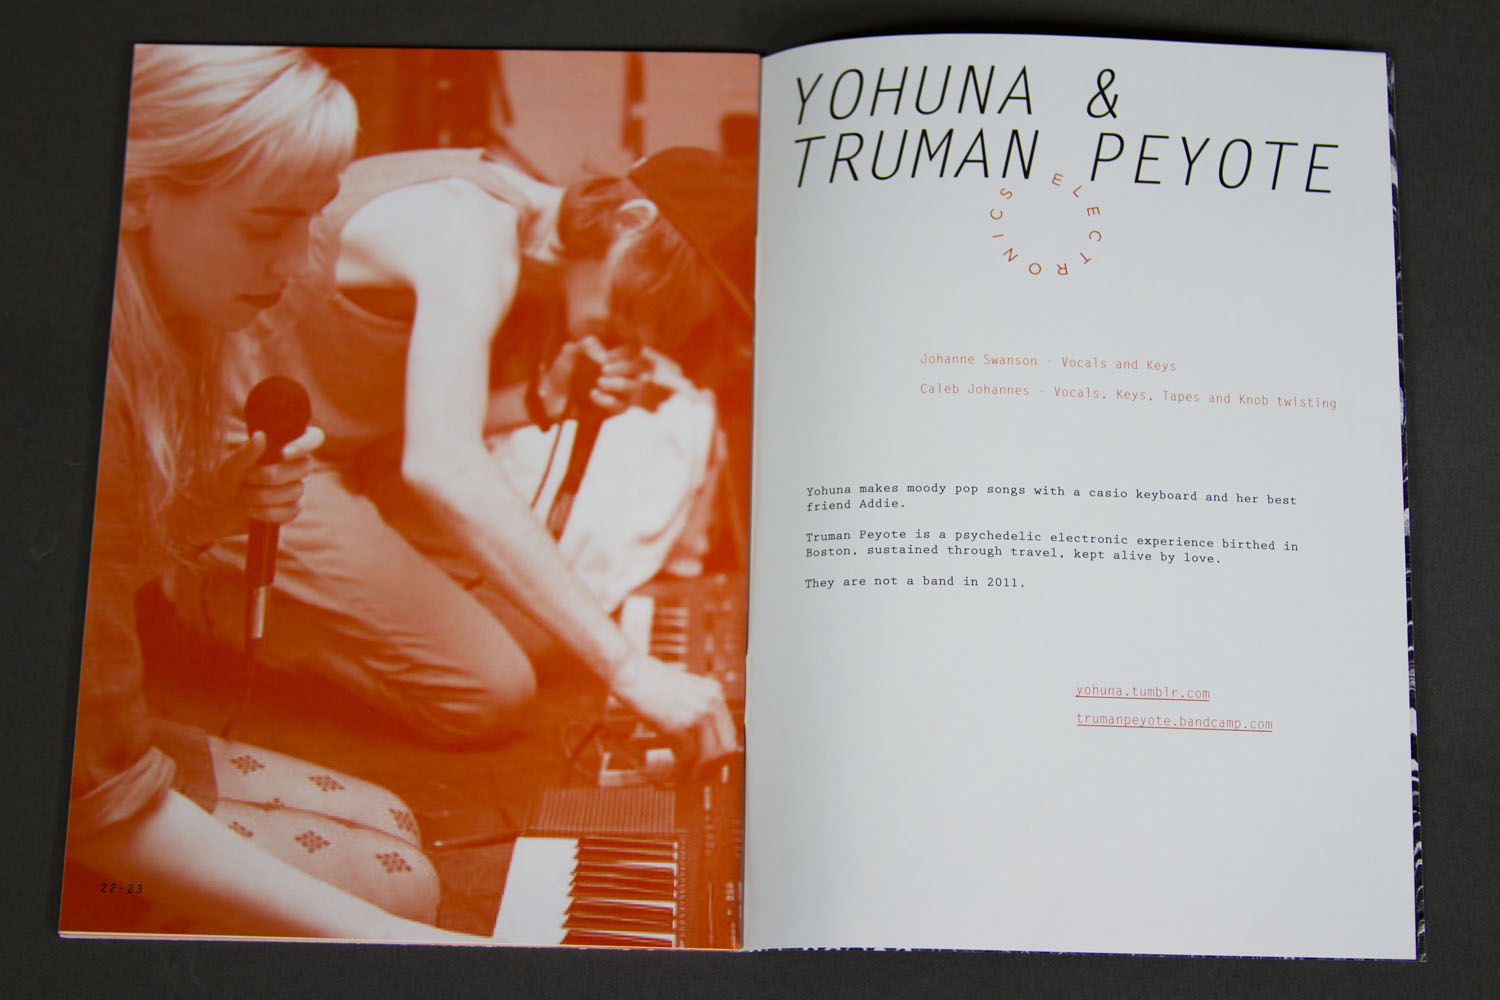 YOHUNA &
TRUMAN PEYOTE
ELECTRONICS
Johanne Swanson - Vocals and Keys
Caleb Johannes - Vocals, Keys, Tapes and Knob twisting
Yohuna makes moody pop songs with a casio keyboard and her best
friend Addie.
Truman Peyote is a psychedelic electronic experience birthed in
Boston, sustained through travel, kept alive by love.
They are not a band in 2011.
yohuna.tumblr.com
trumanpeyote.bandcamp.com
22-23